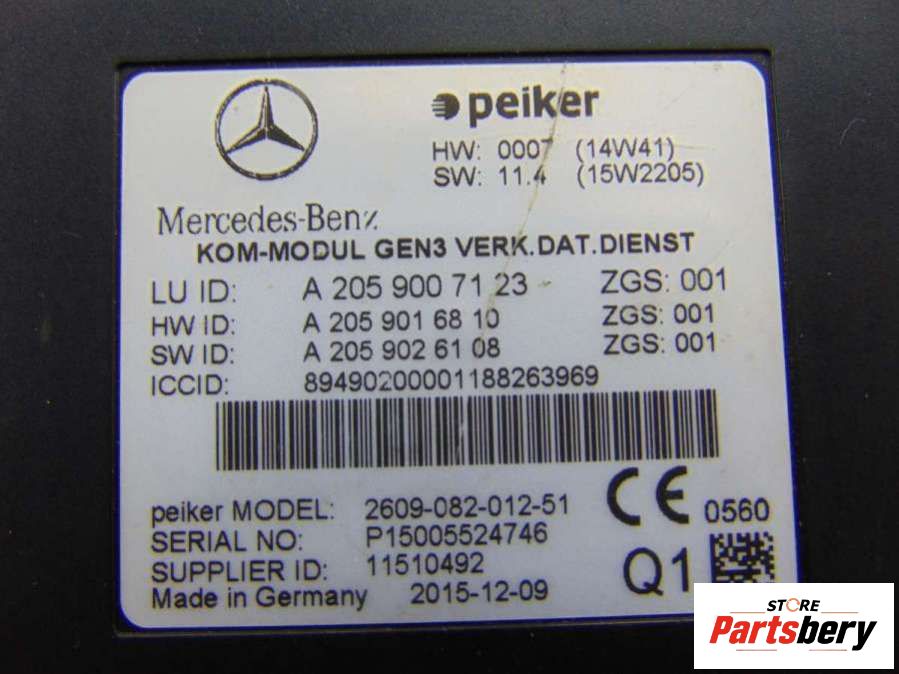 peiker
HW: 0007 (14W41)
SW: 11.4 (15W2205)
Mercedes-Benz
KOM-MODUL GEN3 VERK.DAT.DIENST
LU ID: A 205 900 71 23 ZGS: 001
HW ID: A 205 901 68 10 ZGS: 001
SW ID: A 205 902 61 08 ZGS: 001
ICCID: 89490200001188263969
peiker MODEL: 2609-082-012-51
SERIAL NO: P15005524746
SUPPLIER ID: 11510492
Made in Germany 2015-12-09
CE 0560
Q1
STORE
Partsbery